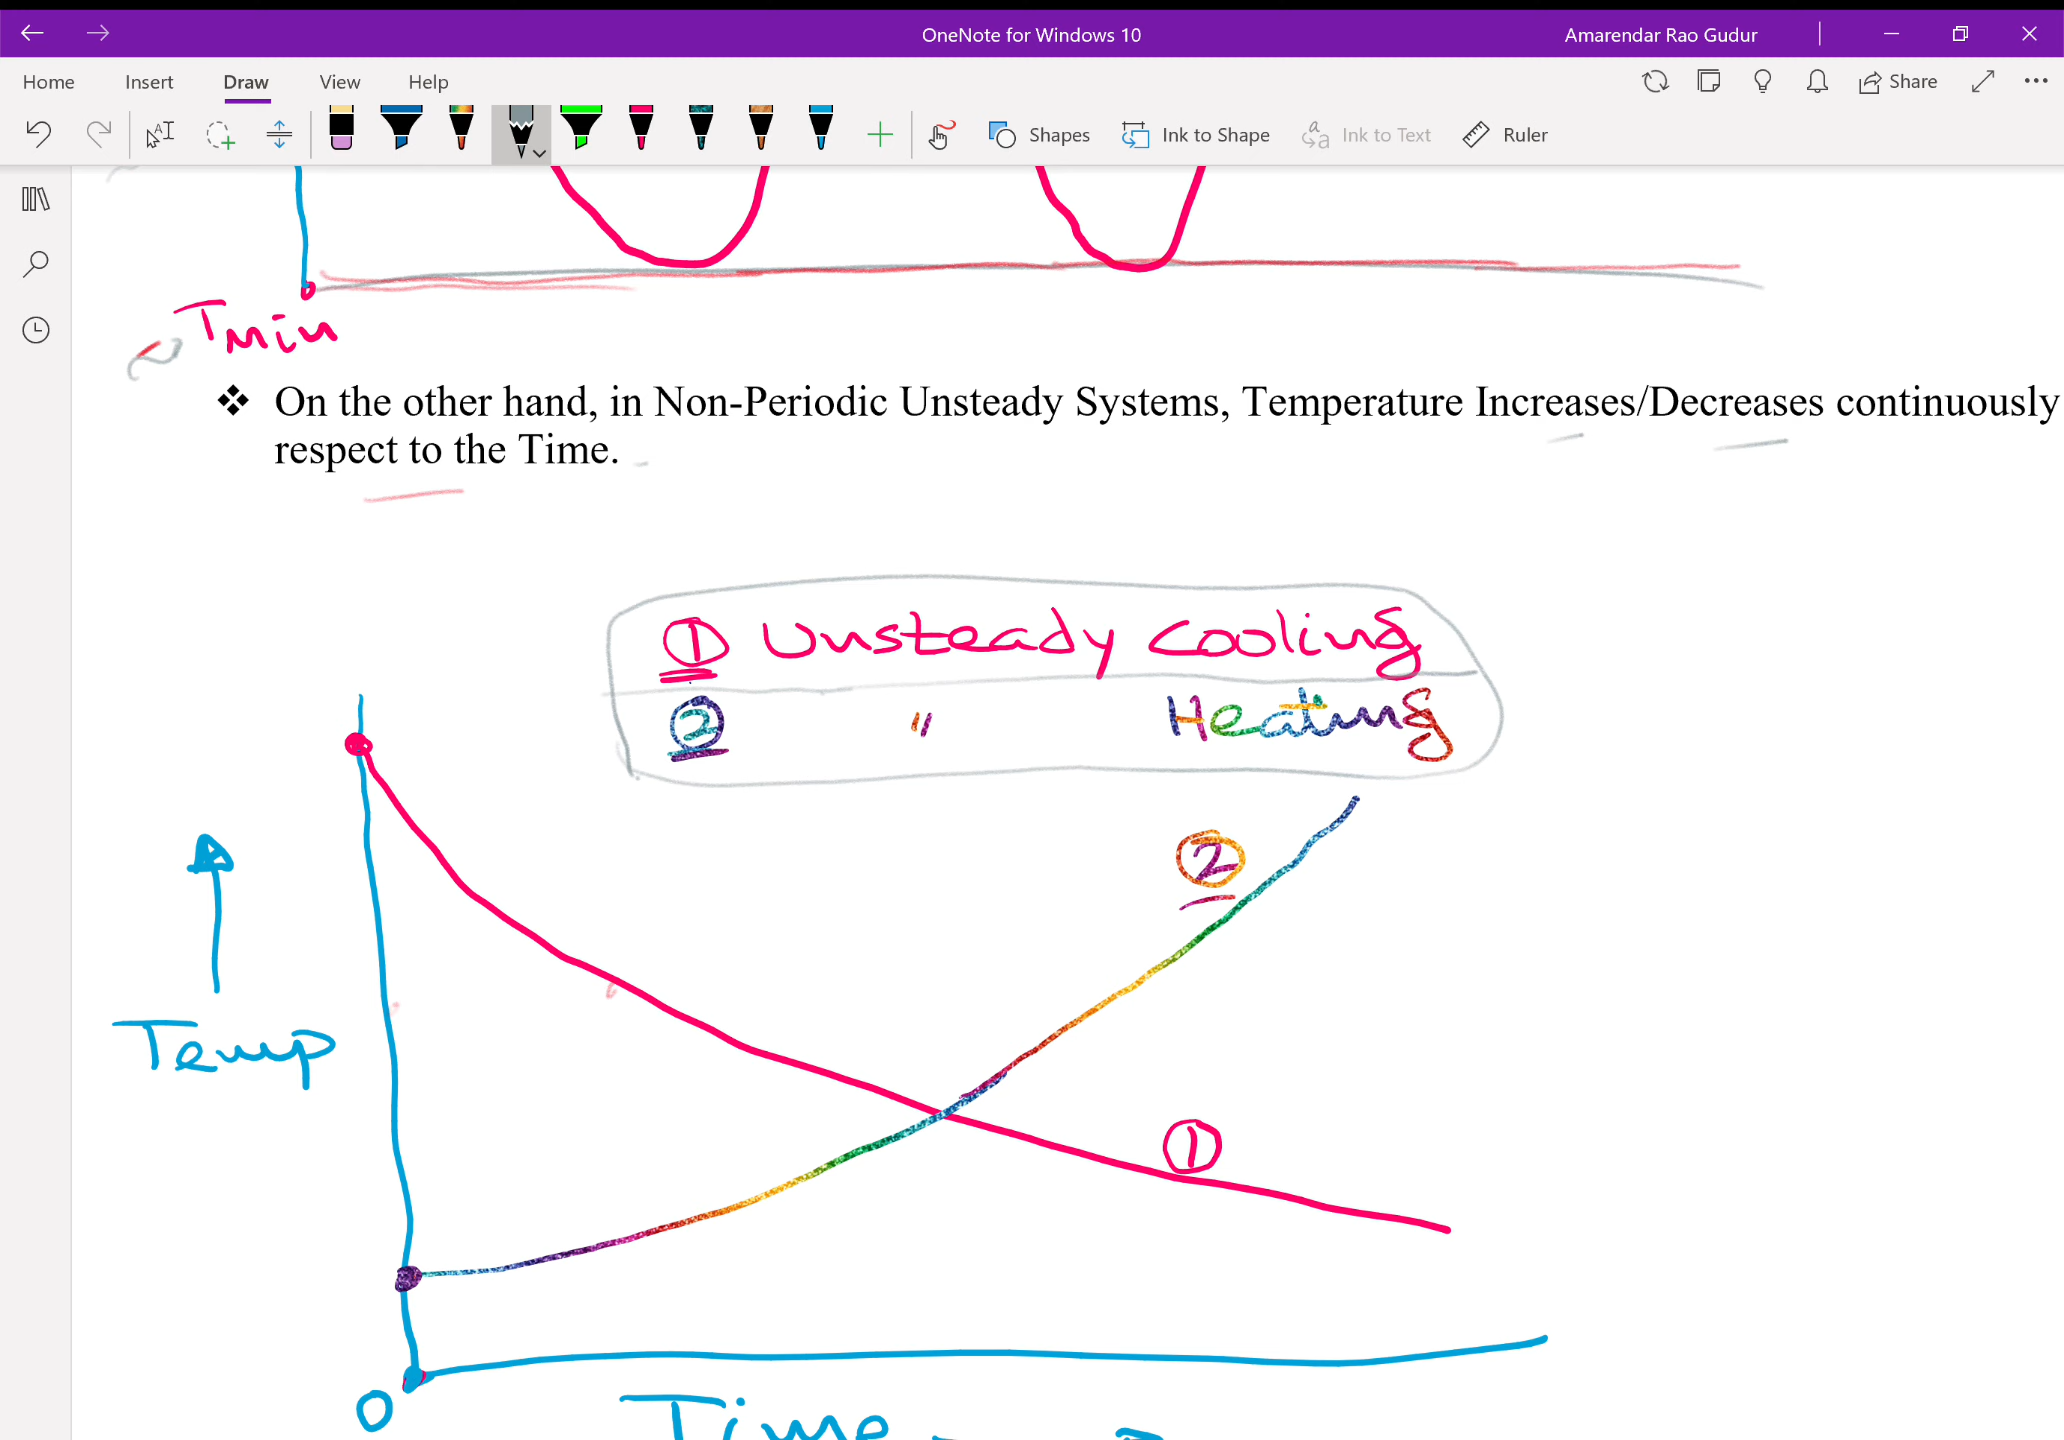 OneNote for Windows 10 Amarendar Rao Gudur
Home Insert Draw View Help Share
Shapes Ink to Shape Ink to Text Ruler
Tmin
❖ On the other hand, in Non-Periodic Unsteady Systems, Temperature Increases/Decreases continuously
respect to the Time.
① Unsteady Cooling
② " Heating
②
Temp
①
0
Time